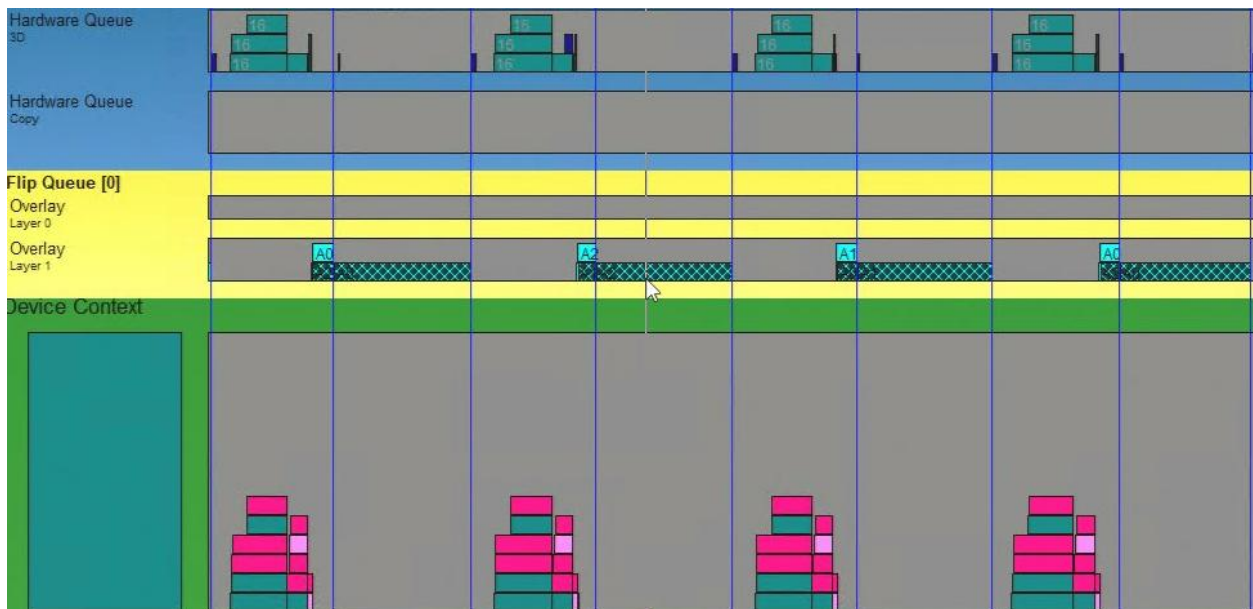 Hardware Queue
3D
16
16
16
16
16
16
16
16
16
16
16
16
Hardware Queue
Copy
Flip Queue [0]
Overlay
Layer 0
Overlay
Layer 1
A0
A2
A1
A0
Device Context